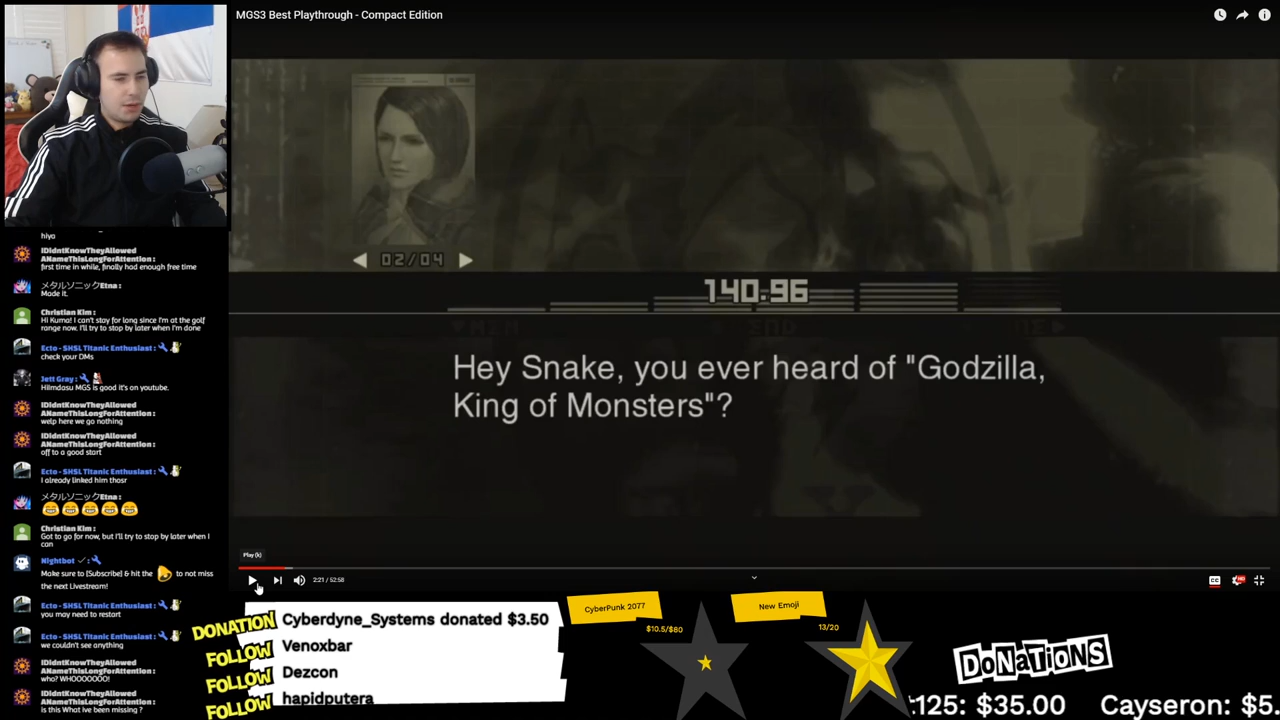 MGS3 Best Playthrough - Compact Edition
02/04
140.96
Hey Snake, you ever heard of "Godzilla,
King of Monsters"?
Play (k)
2:21 / 52:58
CC
HD
hiyo
IDidntKnowTheyAllowed
ANameThisLongForAttention :
first time in while, finally had enough free time
メタルソニックEtna :
Made it.
Christian Kim :
Hi Kuma! I can't stay for long since I'm at the golf
range now. I'll try to stop by later when I'm done
Ecto - SHSL Titanic Enthusiast :
check your DMs
Jett Gray :
Hilmdasu MGS is good it's on youtube.
IDidntKnowTheyAllowed
ANameThisLongForAttention :
welp here we go nothing
IDidntKnowTheyAllowed
ANameThisLongForAttention :
off to a good start
Ecto - SHSL Titanic Enthusiast :
I already linked him thosr
メタルソニックEtna :
Christian Kim :
Got to go for now, but I'll try to stop by later when I
can
Nightbot ✓ :
Make sure to [Subscribe] & hit the to not miss
the next Livestream!
Ecto - SHSL Titanic Enthusiast :
you may need to restart
Ecto - SHSL Titanic Enthusiast :
we couldn't see anything
IDidntKnowTheyAllowed
ANameThisLongForAttention :
who? WHOOOOOOO!
IDidntKnowTheyAllowed
ANameThisLongForAttention :
is this What Ive been missing ?
DONATION Cyberdyne_Systems donated $3.50
FOLLOW Venoxbar
FOLLOW Dezcon
FOLLOW hapidputera
CyberPunk 2077
$10.5/$60
New Emoji
13/20
DONATIONS
:125: $35.00 Cayseron: $5.